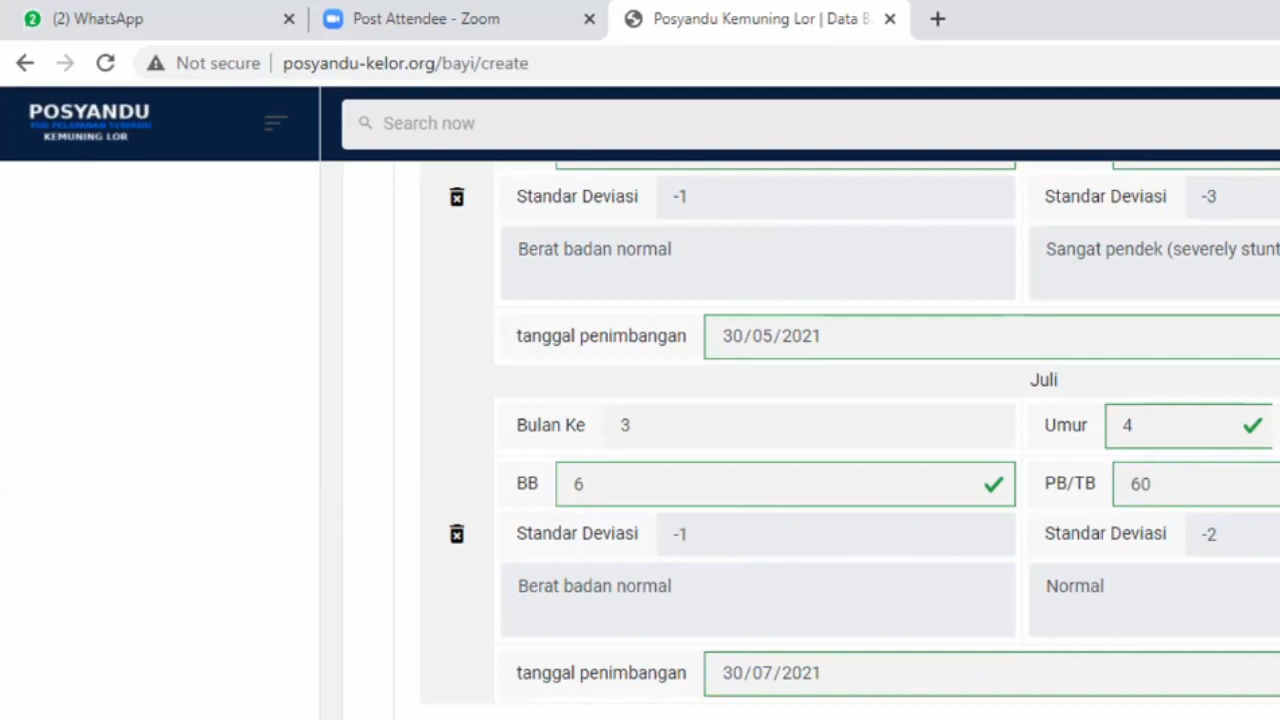 (2) WhatsApp
Post Attendee - Zoom
Posyandu Kemuning Lor | Data B
Not secure
posyandu-kelor.org/bayi/create
POSYANDU
POS PELAYANAN TERPADU
KEMUNING LOR
Search now
Standar Deviasi -1 Standar Deviasi -3
Berat badan normal Sangat pendek (severely stunt
tanggal penimbangan 30/05/2021
Juli
Bulan Ke 3 Umur 4
BB 6 PB/TB 60
Standar Deviasi -1 Standar Deviasi -2
Berat badan normal Normal
tanggal penimbangan 30/07/2021